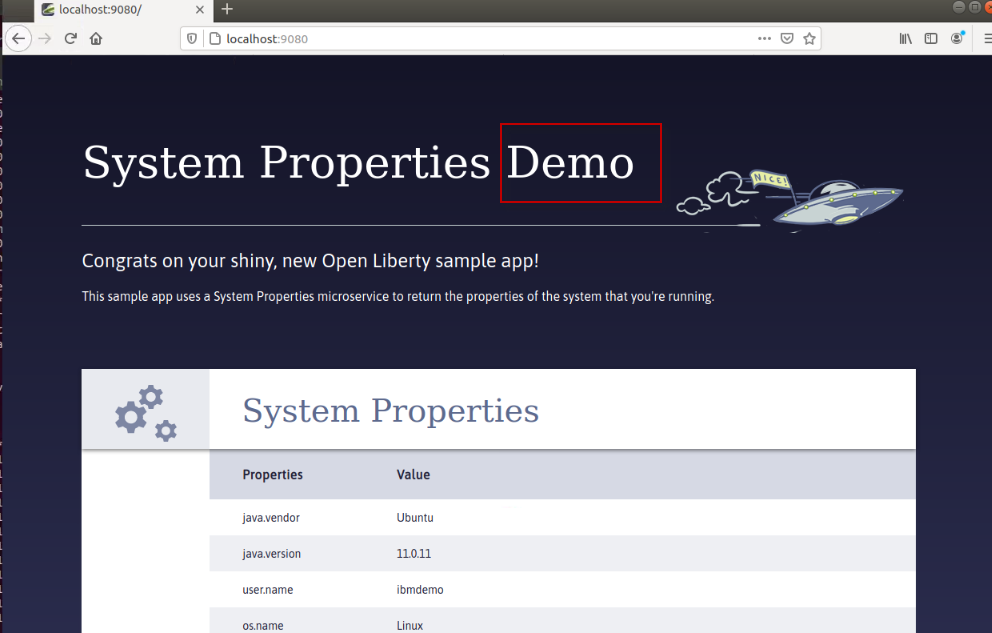 localhost:9080/
localhost:9080
System Properties Demo
NICE!
Congrats on your shiny, new Open Liberty sample app!
This sample app uses a System Properties microservice to return the properties of the system that you're running.
System Properties
Properties Value
java.vendor Ubuntu
java.version 11.0.11
user.name ibmdemo
os.name Linux